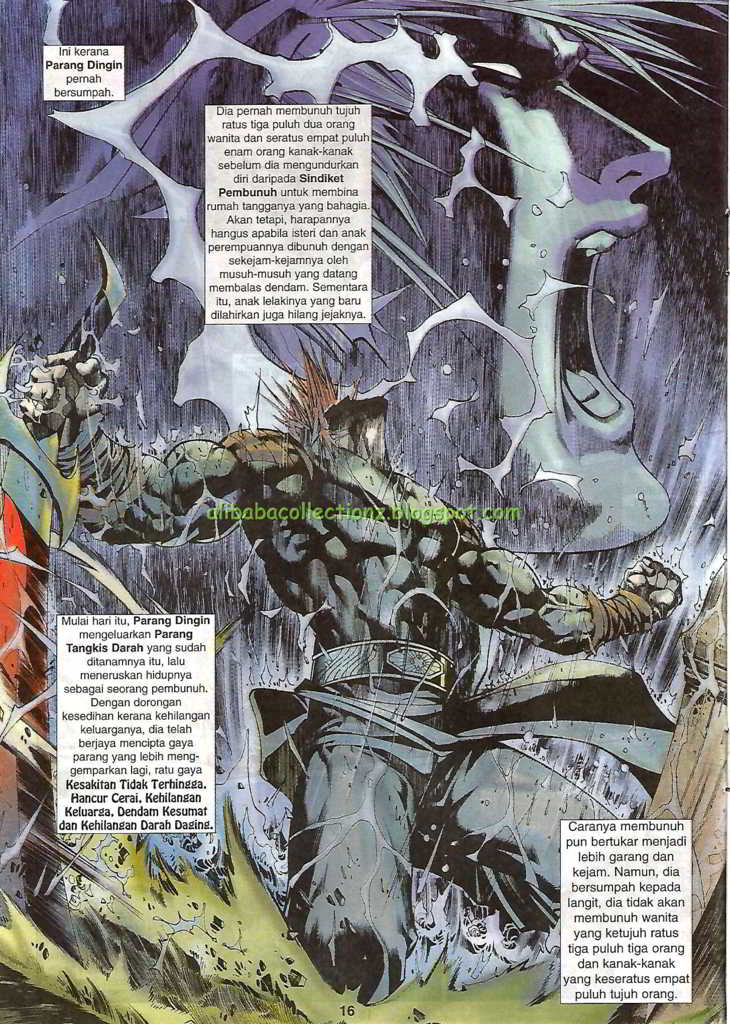 Ini kerana
Parang Dingin
pernah
bersumpah.
Dia pernah membunuh tujuh
ratus tiga puluh dua orang
wanita dan seratus empat puluh
enam orang kanak-kanak
sebelum dia mengundurkan
diri daripada Sindiket
Pembunuh untuk membina
rumah tangganya yang bahagia.
Akan tetapi, harapannya
hangus apabila isteri dan anak
perempuannya dibunuh dengan
sekejam-kejamnya oleh
musuh-musuh yang datang
membalas dendam. Sementara
itu, anak lelakinya yang baru
dilahirkan juga hilang jejaknya.
alibabacollectionz.blogspot.com
Mulai hari itu, Parang Dingin
mengeluarkan Parang
Tangkis Darah yang sudah
ditanamnya itu, lalu
meneruskan hidupnya
sebagai seorang pembunuh.
Dengan dorongan
kesedihan kerana kehilangan
keluarganya, dia telah
berjaya mencipta gaya
parang yang lebih meng-
gemparkan lagi, ratu gaya
Kesakitan Tidak Terhingga,
Hancur Cerai, Kehilangan
Keluarga, Dendam Kesumat
dan Kehilangan Darah Daging.
Caranya membunuh
pun bertukar menjadi
lebih garang dan
kejam. Namun, dia
bersumpah kepada
langit, dia tidak akan
membunuh wanita
yang ketujuh ratus
tiga puluh tiga orang
dan kanak-kanak
yang keseratus empat
puluh tujuh orang.
16